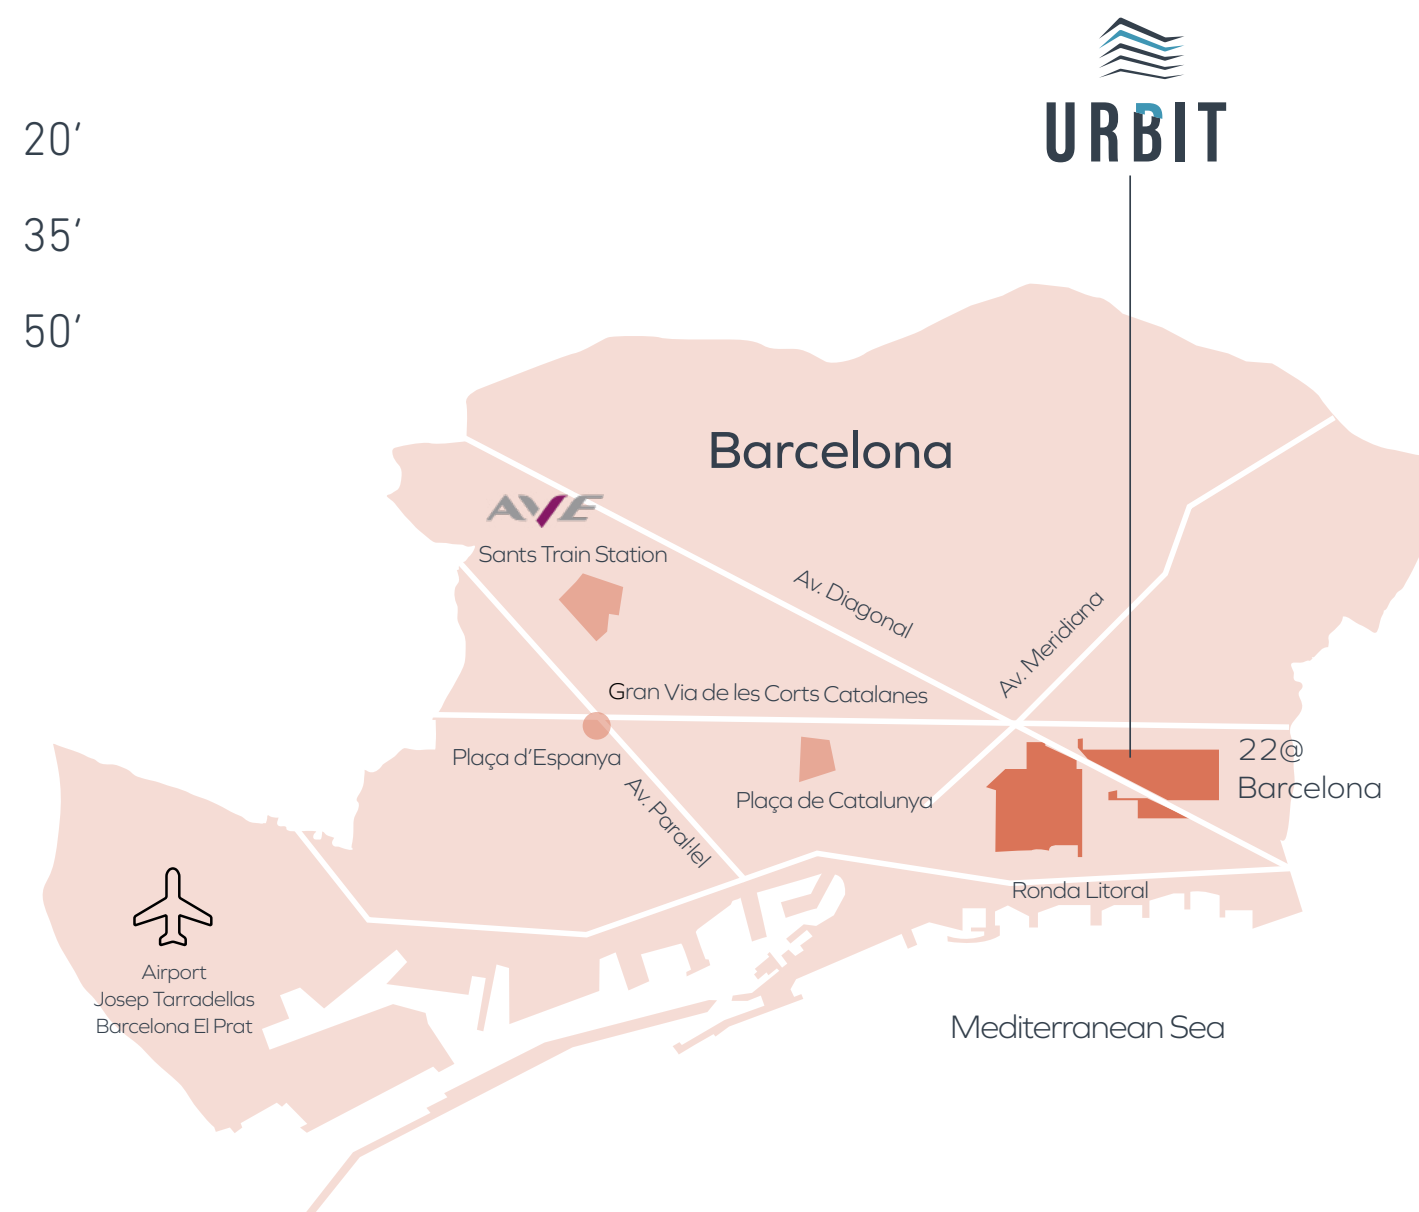 URBIT
20'
35'
50'
Barcelona
AVE
Sants Train Station
Av. Diagonal
Av. Meridiana
Gran Via de les Corts Catalanes
Plaça d'Espanya
22@
Barcelona
Av. Paral·lel
Plaça de Catalunya
Ronda Litoral
Airport
Josep Tarradellas
Barcelona El Prat
Mediterranean Sea